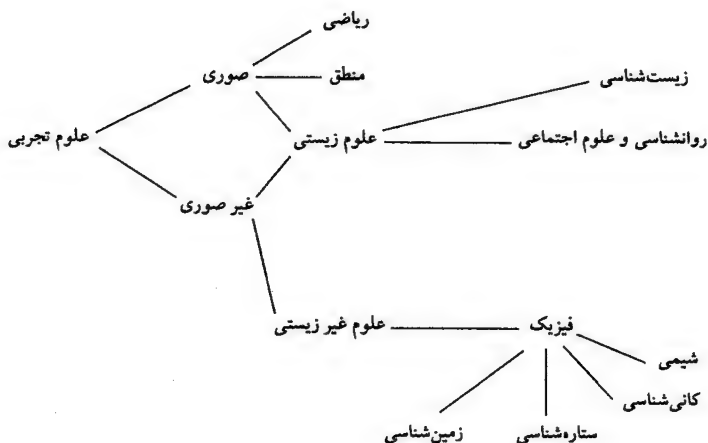 ریاضی
صوری
منطق
زیست‌شناسی
علوم تجربی
علوم زیستی
روانشناسی و علوم اجتماعی
غیر صوری
علوم غیر زیستی
فیزیک
شیمی
کانی‌شناسی
ستاره‌شناسی
زمین‌شناسی